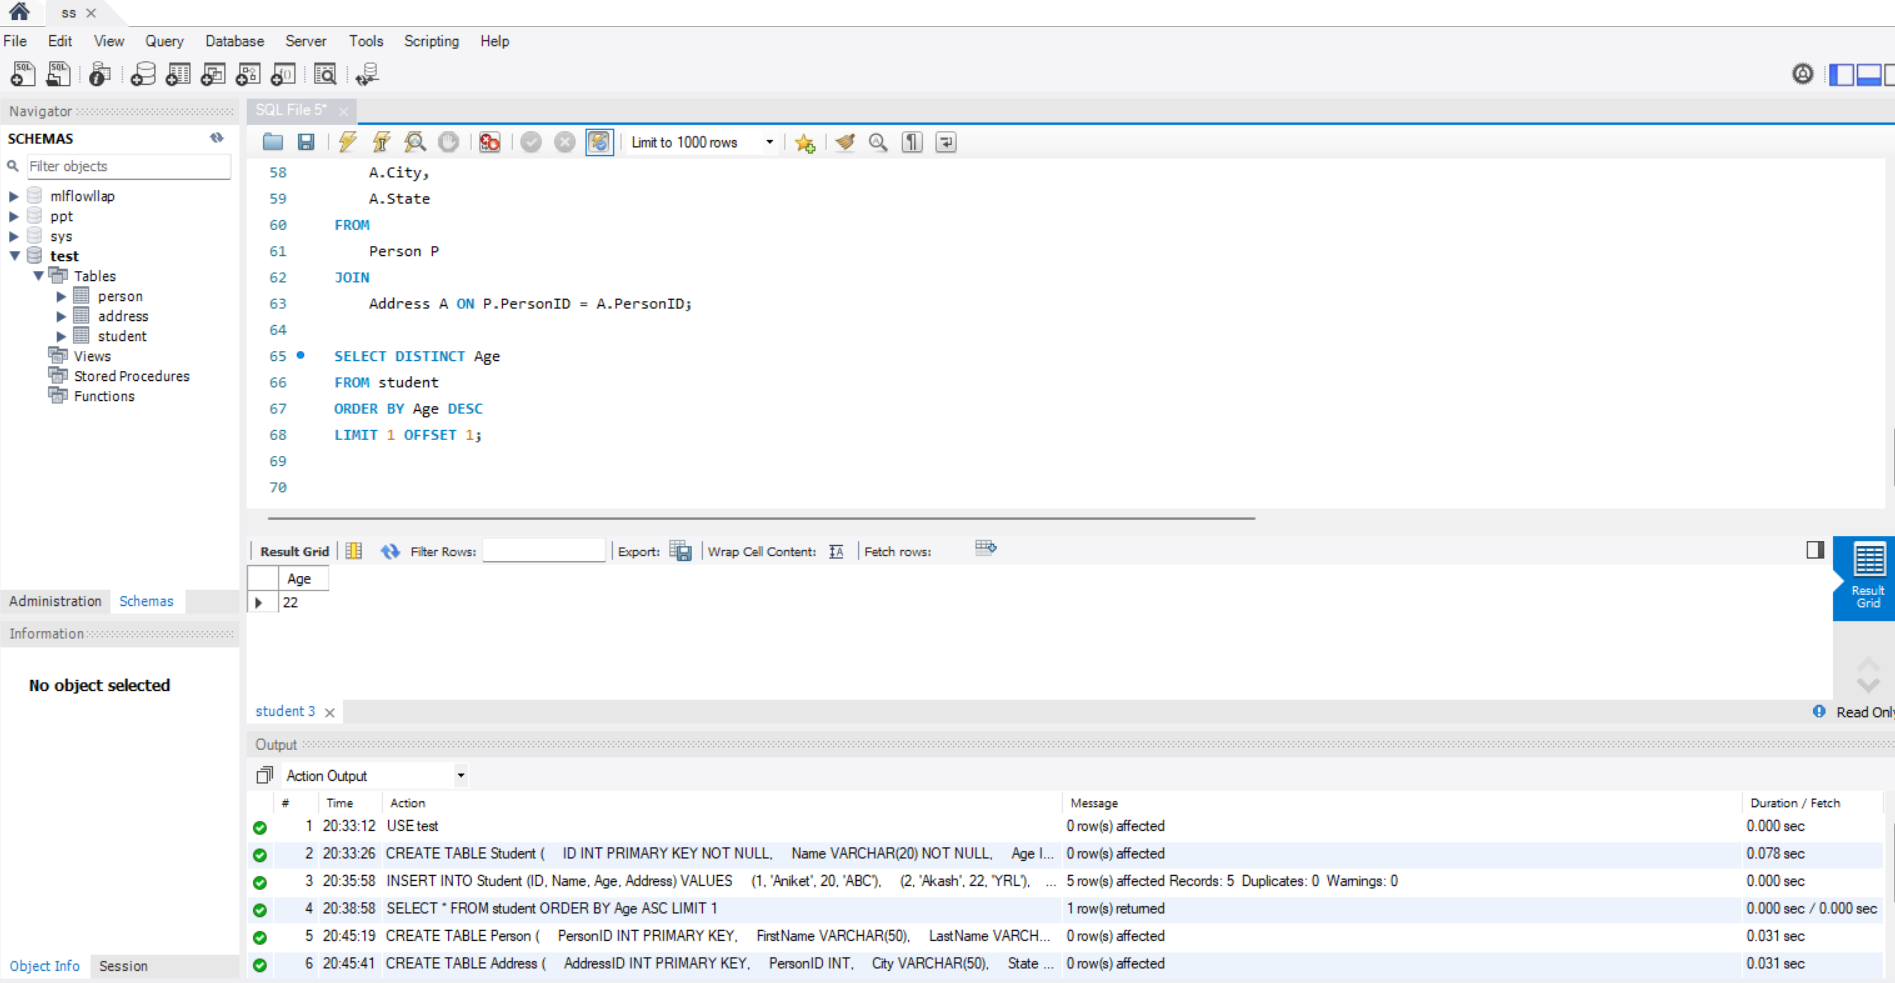 ss
File Edit View Query Database Server Tools Scripting Help
Navigator
SCHEMAS
Filter objects
mlflowllap
ppt
sys
test
Tables
person
address
student
Views
Stored Procedures
Functions
Administration Schemas
Information
No object selected
Object Info Session
SQL File 5*
Limit to 1000 rows
58 A.City,
59 A.State
60 FROM
61 Person P
62 JOIN
63 Address A ON P.PersonID = A.PersonID;
64
65 SELECT DISTINCT Age
66 FROM student
67 ORDER BY Age DESC
68 LIMIT 1 OFFSET 1;
69
70
Result Grid Filter Rows: Export: Wrap Cell Content: Fetch rows:
Age
22
Result
Grid
student 3
Read Only
Output
Action Output
# Time Action Message Duration / Fetch
1 20:33:12 USE test 0 row(s) affected 0.000 sec
2 20:33:26 CREATE TABLE Student ( ID INT PRIMARY KEY NOT NULL, Name VARCHAR(20) NOT NULL, Age I... 0 row(s) affected 0.078 sec
3 20:35:58 INSERT INTO Student (ID, Name, Age, Address) VALUES (1, 'Aniket', 20, 'ABC'), (2, 'Akash', 22, 'YRL'), ... 5 row(s) affected Records: 5 Duplicates: 0 Warnings: 0 0.000 sec
4 20:38:58 SELECT * FROM student ORDER BY Age ASC LIMIT 1 1 row(s) returned 0.000 sec / 0.000 sec
5 20:45:19 CREATE TABLE Person ( PersonID INT PRIMARY KEY, FirstName VARCHAR(50), LastName VARCH... 0 row(s) affected 0.031 sec
6 20:45:41 CREATE TABLE Address ( AddressID INT PRIMARY KEY, PersonID INT, City VARCHAR(50), State ... 0 row(s) affected 0.031 sec